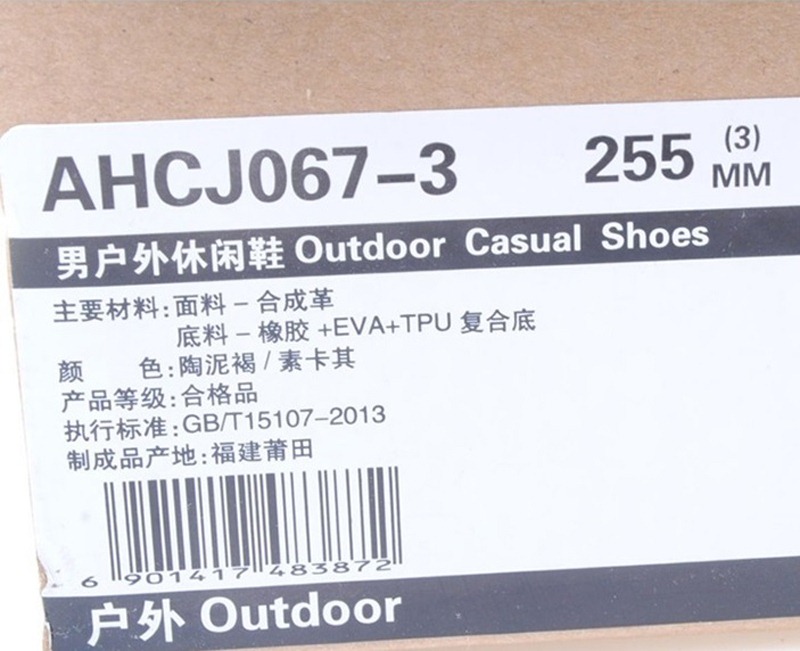 AHCJ067-3 255 (3) MM
男户外休闲鞋 Outdoor Casual Shoes
主要材料:面料-合成革
底料-橡胶+EVA+TPU复合底
颜 色:陶泥褐/素卡其
产品等级:合格品
执行标准:GB/T15107-2013
制成品产地:福建莆田
6 901417 483872
户外 Outdoor